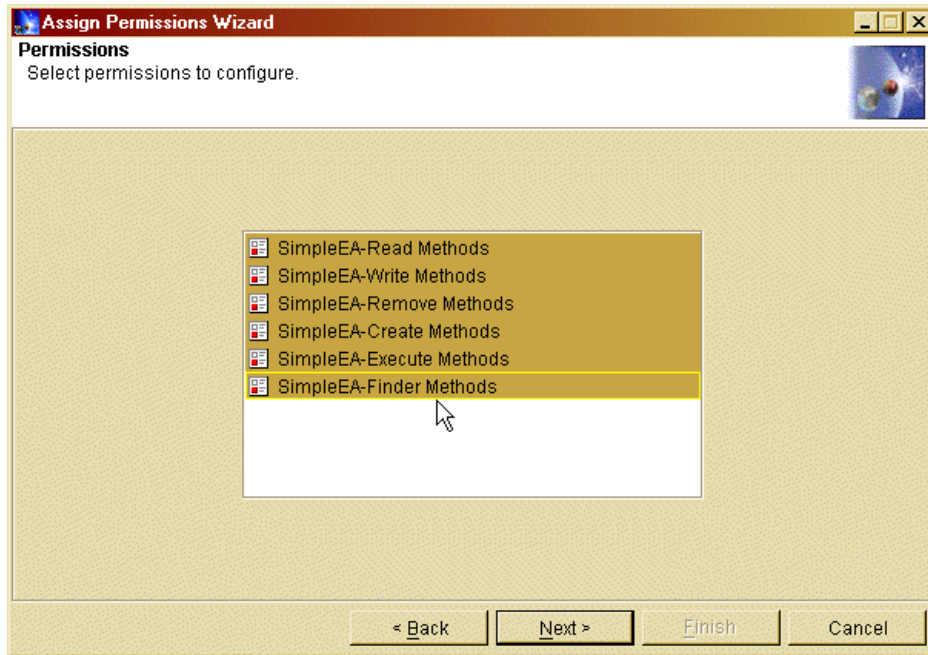 Assign Permissions Wizard
Permissions
Select permissions to configure.
SimpleEA-Read Methods
SimpleEA-Write Methods
SimpleEA-Remove Methods
SimpleEA-Create Methods
SimpleEA-Execute Methods
SimpleEA-Finder Methods
< Back Next > Finish Cancel